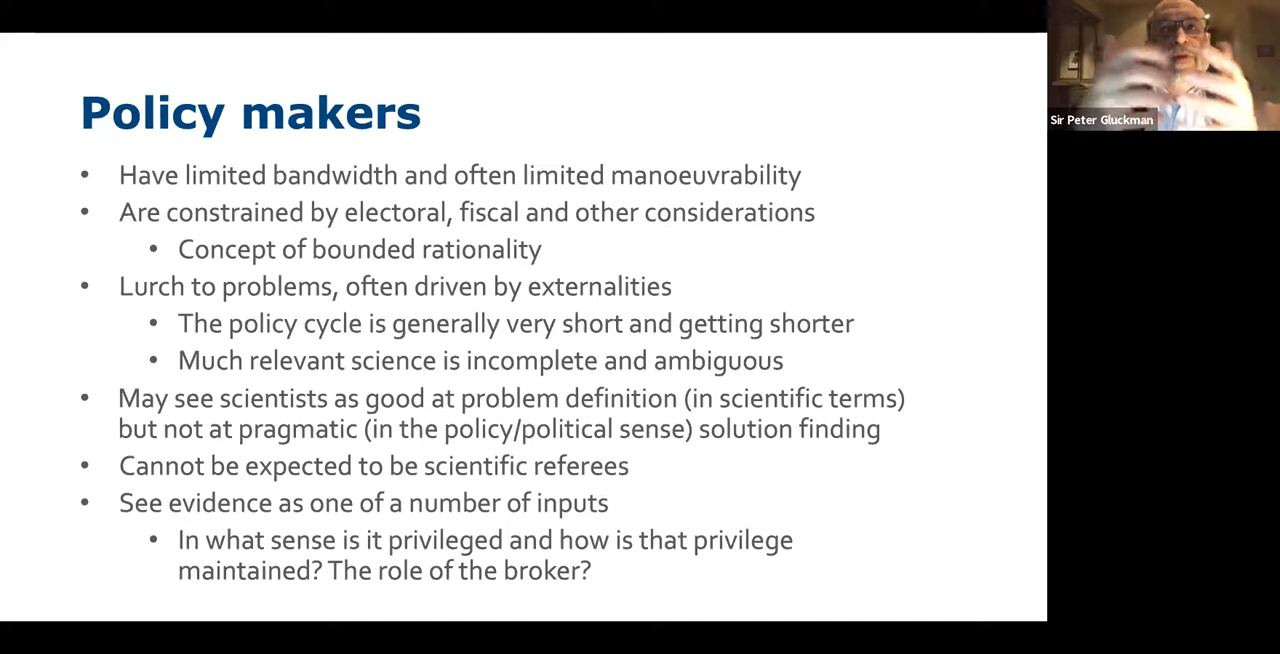 Policy makers
• Have limited bandwidth and often limited manoeuvrability
• Are constrained by electoral, fiscal and other considerations
• Concept of bounded rationality
• Lurch to problems, often driven by externalities
• The policy cycle is generally very short and getting shorter
• Much relevant science is incomplete and ambiguous
• May see scientists as good at problem definition (in scientific terms)
but not at pragmatic (in the policy/political sense) solution finding
• Cannot be expected to be scientific referees
• See evidence as one of a number of inputs
• In what sense is it privileged and how is that privilege
maintained? The role of the broker?
Sir Peter Gluckman